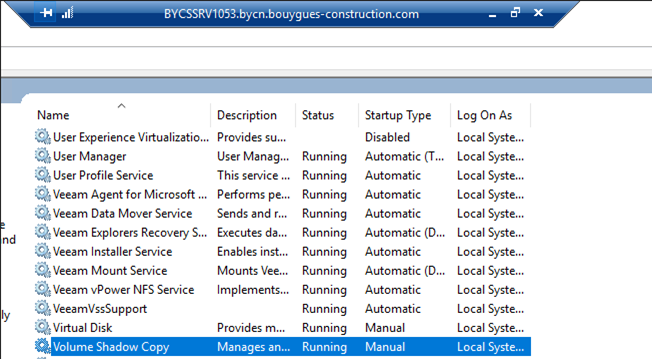 BYCSSRV1053.bycn.bouygues-construction.com
Name Description Status Startup Type Log On As
User Experience Virtualizatio... Provides su... Disabled Local Syste...
User Manager User Manag... Running Automatic (T... Local Syste...
User Profile Service This service ... Running Automatic Local Syste...
Veeam Agent for Microsoft ... Performs pe... Running Automatic Local Syste...
Veeam Data Mover Service Sends and r... Running Automatic Local Syste...
Veeam Explorers Recovery S... Executes da... Running Automatic (D... Local Syste...
Veeam Installer Service Enables inst... Running Automatic Local Syste...
Veeam Mount Service Mounts Vee... Running Automatic (D... Local Syste...
Veeam vPower NFS Service Implements... Running Automatic Local Syste...
VeeamVssSupport Running Automatic Local Syste...
Virtual Disk Provides m... Running Manual Local Syste...
Volume Shadow Copy Manages an... Running Manual Local Syste...